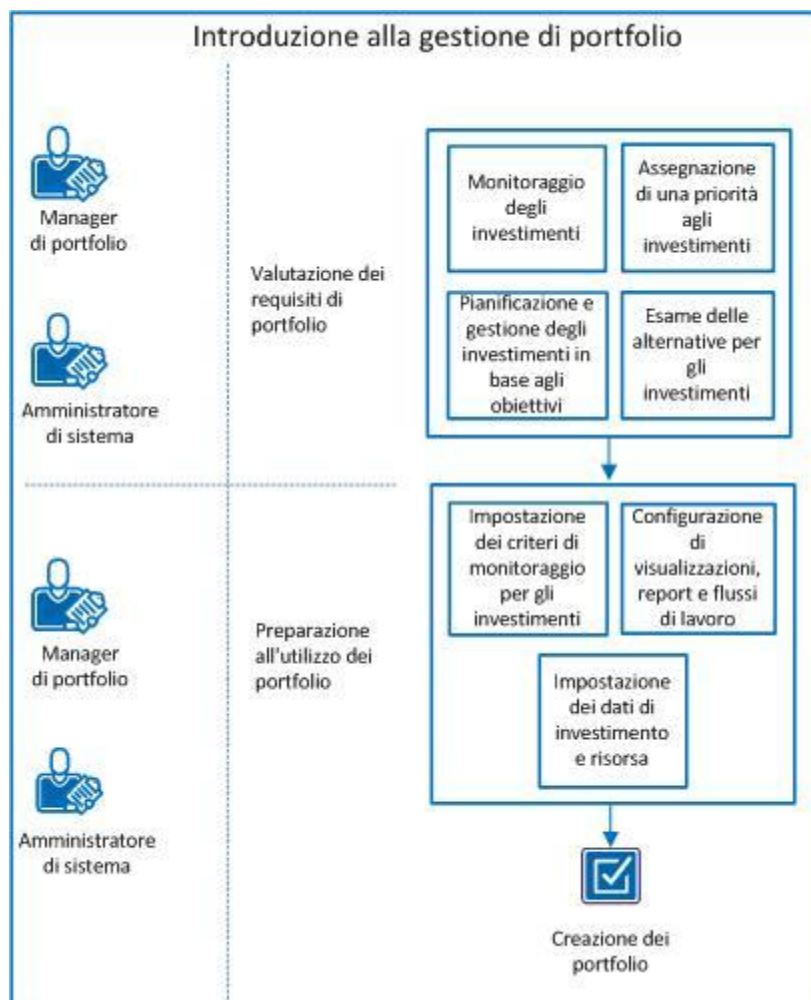 Introduzione alla gestione di portfolio
Manager
di portfolio
Amministratore
di sistema
Valutazione dei
requisiti di
portfolio
Monitoraggio
degli
investimenti
Assegnazione
di una priorità
agli
investimenti
Pianificazione e
gestione degli
investimenti in
base agli
obiettivi
Esame delle
alternative per
gli
investimenti
Manager
di portfolio
Amministratore
di sistema
Preparazione
all'utilizzo dei
portfolio
Impostazione
dei criteri di
monitoraggio
per gli
investimenti
Configurazione
di
visualizzazioni,
report e flussi
di lavoro
Impostazione
dei dati di
investimento
e risorsa
Creazione dei
portfolio